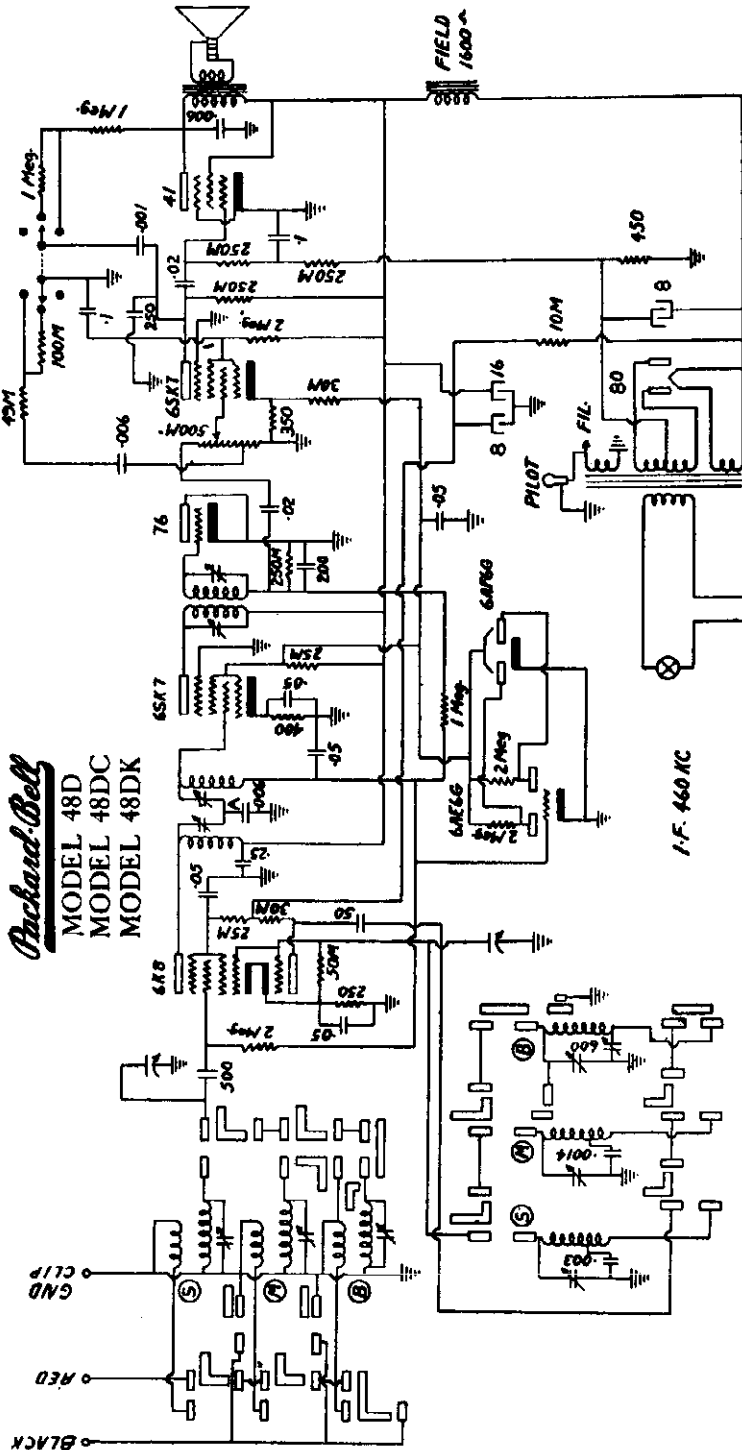 Packard-Bell
MODEL 48D
MODEL 48DC
MODEL 48DK
BLACK
RED
GND
CLIP
S
M
B
500
2 Meg.
6K8
.05
25M
30M
50M
250
.05
50
.25
A
.006
6SK7
.05
400
.05
25M
76
250M
.02
200
49M
100M
.006
500M
.1
250
6SK7
350
2 Meg.
30M
.001
.02
250M
250M
250M
.1
41
1 Meg.
1 Meg.
.006
FIELD
1600
1 Meg
6AE6G
2 Meg.
2 Meg
6AF6G
.05
8
16
10M
450
8
80
FIL.
PILOT
S
.003
M
.0014
B
600
I.F. 460 KC